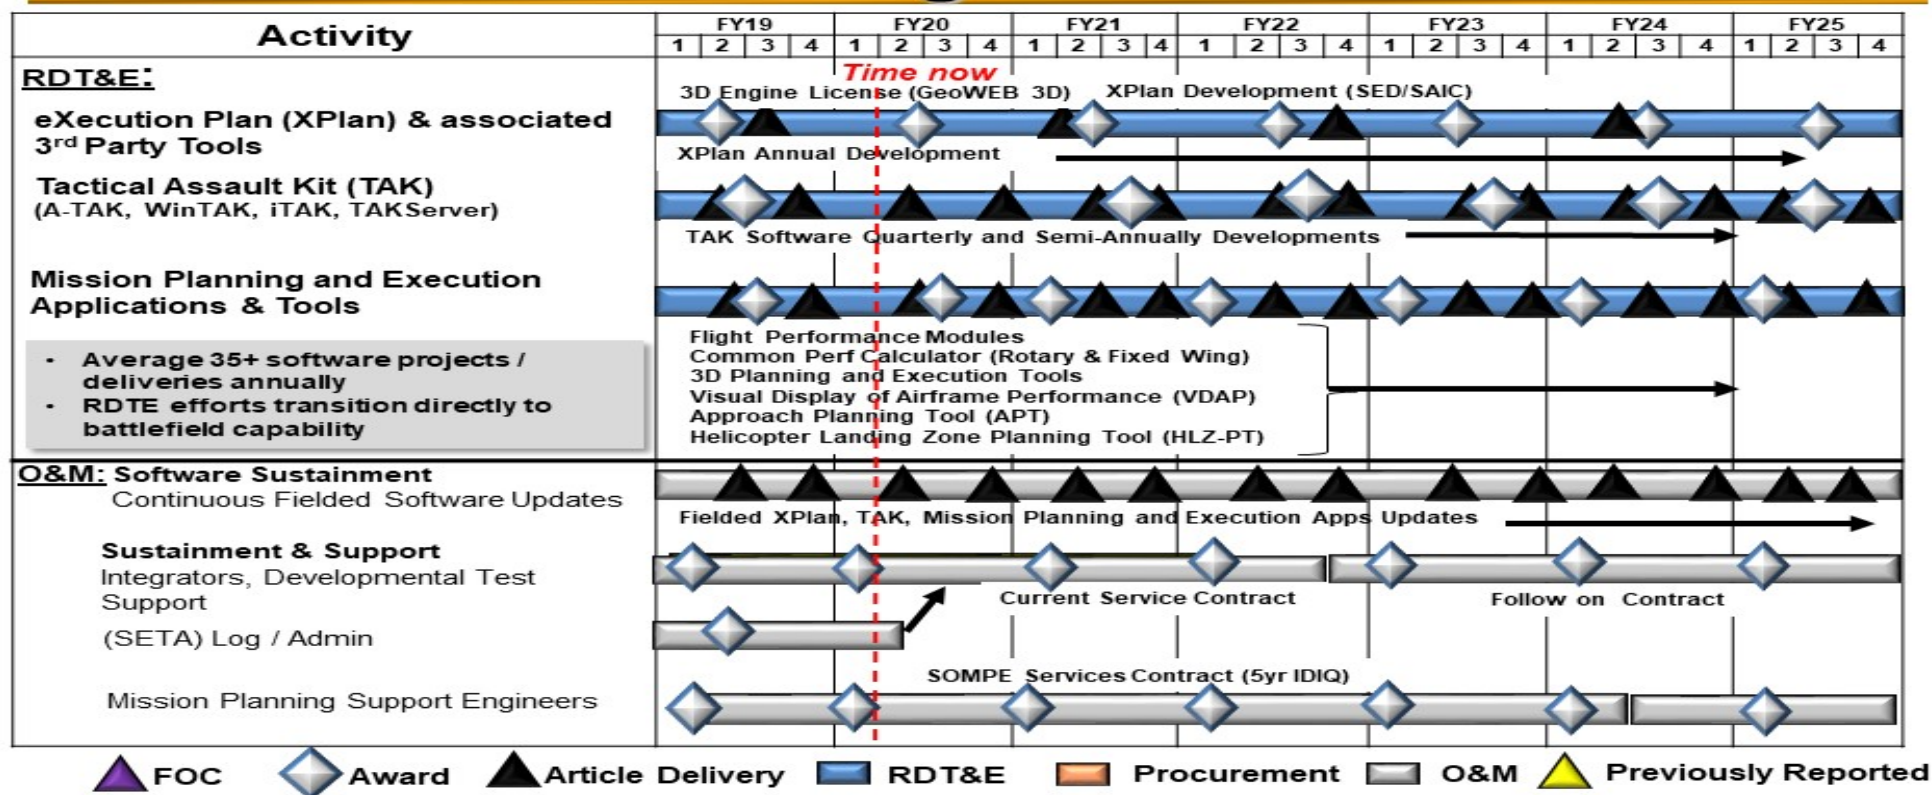 Activity
FY19 FY20 FY21 FY22 FY23 FY24 FY25
1 2 3 4 1 2 3 4 1 2 3 4 1 2 3 4 1 2 3 4 1 2 3 4 1 2 3 4
RDT&E:
Time now
3D Engine License (GeoWEB 3D) XPlan Development (SED/SAIC)
eXecution Plan (XPlan) & associated
3rd Party Tools
XPlan Annual Development
Tactical Assault Kit (TAK)
(A-TAK, WinTAK, iTAK, TAKServer)
TAK Software Quarterly and Semi-Annually Developments
Mission Planning and Execution
Applications & Tools
Flight Performance Modules
Common Perf Calculator (Rotary & Fixed Wing)
3D Planning and Execution Tools
Visual Display of Airframe Performance (VDAP)
Approach Planning Tool (APT)
Helicopter Landing Zone Planning Tool (HLZ-PT)
• Average 35+ software projects /
deliveries annually
• RDTE efforts transition directly to
battlefield capability
O&M: Software Sustainment
Continuous Fielded Software Updates
Fielded XPlan, TAK, Mission Planning and Execution Apps Updates
Sustainment & Support
Integrators, Developmental Test
Support
Current Service Contract Follow on Contract
(SETA) Log / Admin
SOMPE Services Contract (5yr IDIQ)
Mission Planning Support Engineers
FOC Award Article Delivery RDT&E Procurement O&M Previously Reported